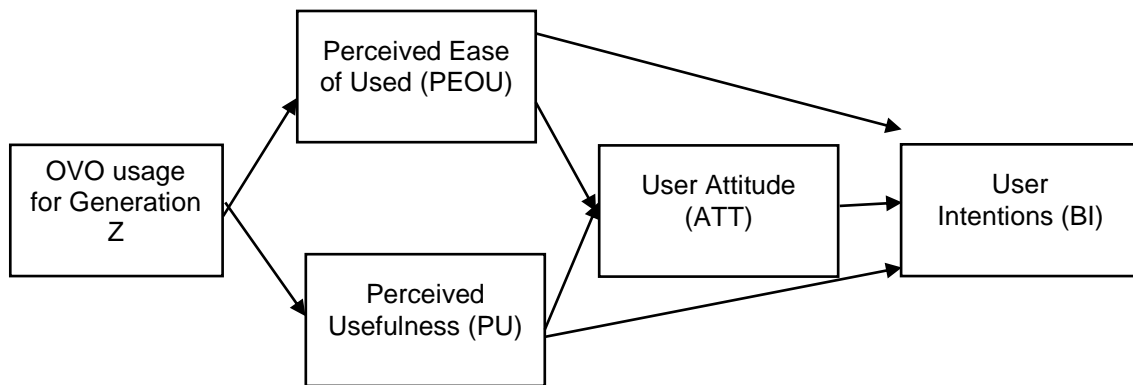 Perceived Ease
of Used (PEOU)
OVO usage
for Generation
Z
User Attitude
(ATT)
User
Intentions (BI)
Perceived
Usefulness (PU)